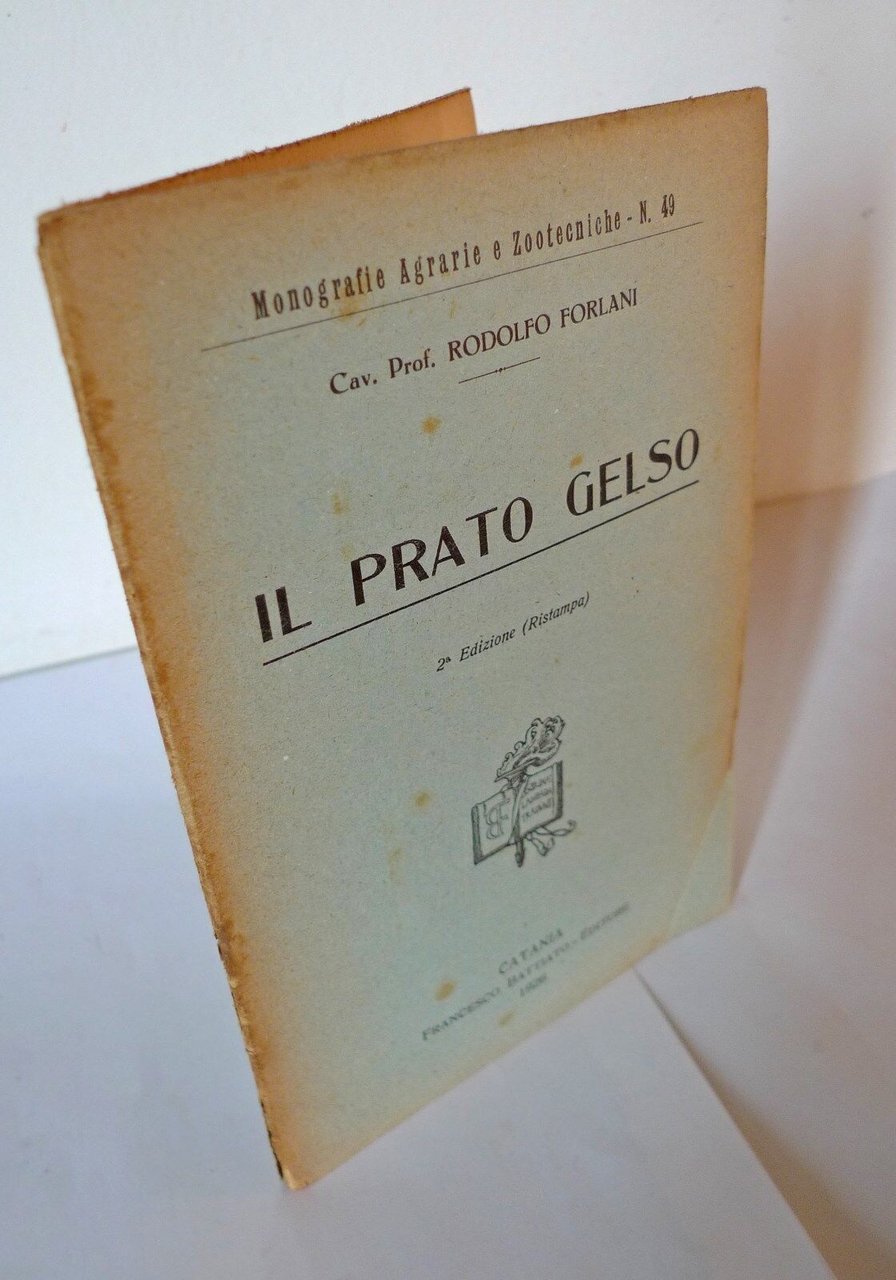 Monografie Agrarie e Zootecniche - N. 49
Cav. Prof. RODOLFO FORLANI
IL PRATO GELSO
2ª Edizione (Ristampa)
CATANIA
FRANCESCO BATTIATO - EDITORE